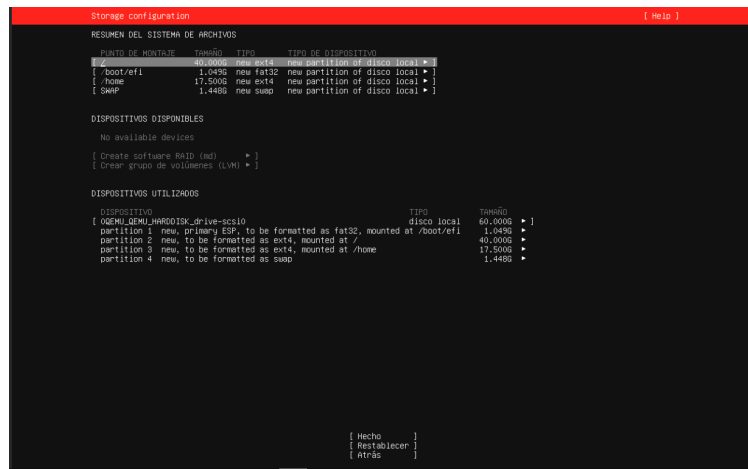 Storage configuration [ Help ]
RESUMEN DEL SISTEMA DE ARCHIVOS
PUNTO DE MONTAJE TAMAÑO TIPO TIPO DE DISPOSITIVO
[ / 40.000G new ext4 new partition of disco local ▸ ]
[ /boot/efi 1.049G new fat32 new partition of disco local ▸ ]
[ /home 17.500G new ext4 new partition of disco local ▸ ]
[ SWAP 1.448G new swap new partition of disco local ▸ ]
DISPOSITIVOS DISPONIBLES
No available devices
[ Create software RAID (md) ▸ ]
[ Crear grupo de volúmenes (LVM) ▸ ]
DISPOSITIVOS UTILIZADOS
DISPOSITIVO TIPO TAMAÑO
[ 0QEMU_QEMU_HARDDISK_drive-scsi0 disco local 60.000G ▸ ]
partition 1 new, primary ESP, to be formatted as fat32, mounted at /boot/efi 1.049G ▸
partition 2 new, to be formatted as ext4, mounted at / 40.000G ▸
partition 3 new, to be formatted as ext4, mounted at /home 17.500G ▸
partition 4 new, to be formatted as swap 1.448G ▸
[ Hecho ]
[ Restablecer ]
[ Atrás ]